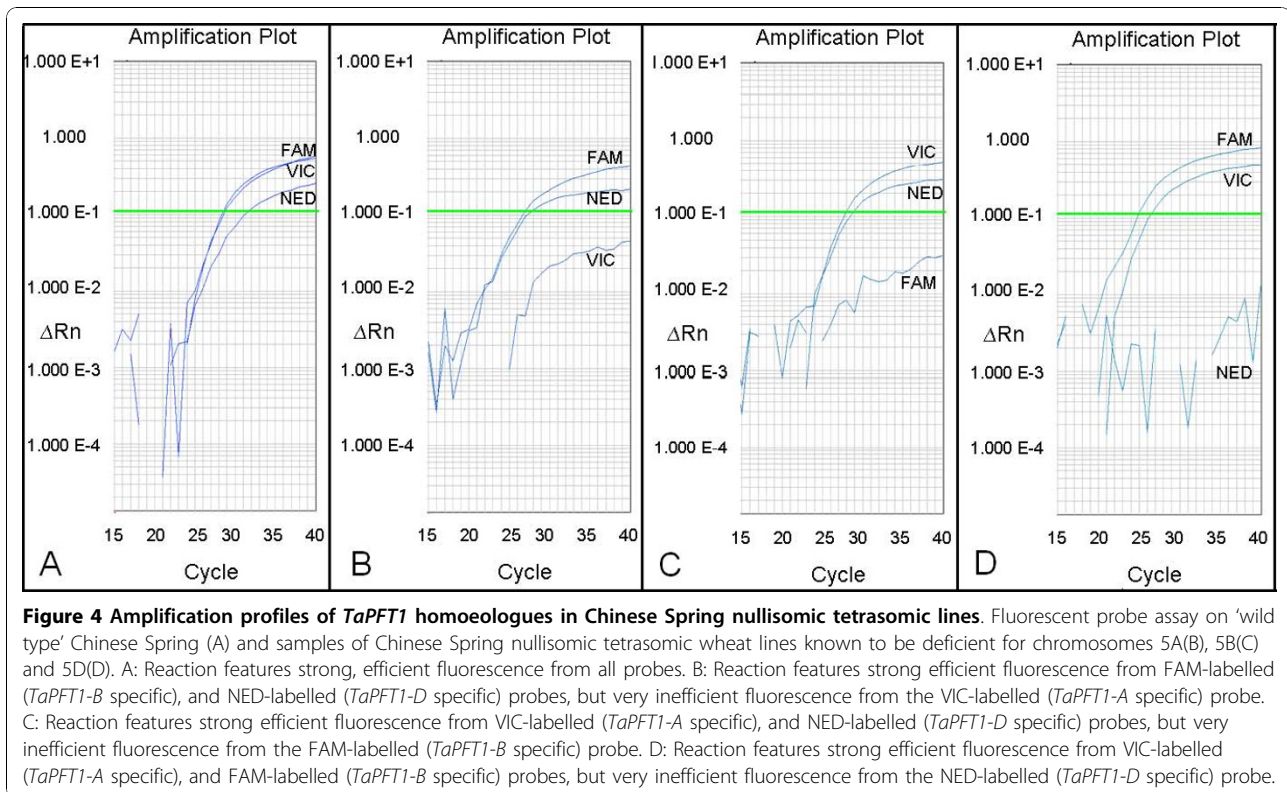 Amplification Plot
1.000 E+1
1.000
1.000 E-1
1.000 E-2
ΔRn
1.000 E-3
1.000 E-4
FAM
VIC
NED
15 20 25 30 35 40
A
Cycle
Amplification Plot
1.000 E+1
1.000
1.000 E-1
1.000 E-2
ΔRn
1.000 E-3
1.000 E-4
FAM
NED
VIC
15 20 25 30 35 40
B
Cycle
Amplification Plot
1.000 E+1
1.000
1.000 E-1
1.000 E-2
ΔRn
1.000 E-3
1.000 E-4
VIC
NED
FAM
15 20 25 30 35 40
C
Cycle
Amplification Plot
1.000 E+1
1.000
1.000 E-1
1.000 E-2
ΔRn
1.000 E-3
1.000 E-4
FAM
VIC
NED
15 20 25 30 35 40
D
Cycle
Figure 4 Amplification profiles of TaPFT1 homoeologues in Chinese Spring nullisomic tetrasomic lines. Fluorescent probe assay on ‘wild
type’ Chinese Spring (A) and samples of Chinese Spring nullisomic tetrasomic wheat lines known to be deficient for chromosomes 5A(B), 5B(C)
and 5D(D). A: Reaction features strong, efficient fluorescence from all probes. B: Reaction features strong efficient fluorescence from FAM-labelled
(TaPFT1-B specific), and NED-labelled (TaPFT1-D specific) probes, but very inefficient fluorescence from the VIC-labelled (TaPFT1-A specific) probe.
C: Reaction features strong efficient fluorescence from VIC-labelled (TaPFT1-A specific), and NED-labelled (TaPFT1-D specific) probes, but very
inefficient fluorescence from the FAM-labelled (TaPFT1-B specific) probe. D: Reaction features strong efficient fluorescence from VIC-labelled
(TaPFT1-A specific), and FAM-labelled (TaPFT1-B specific) probes, but very inefficient fluorescence from the NED-labelled (TaPFT1-D specific) probe.